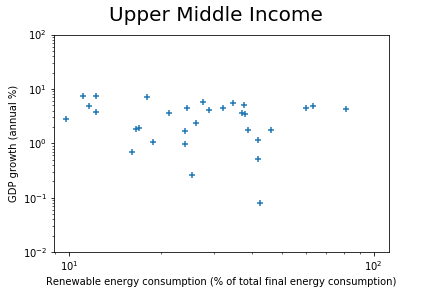 Upper Middle Income
GDP growth (annual %)
10²
10¹
10⁰
10⁻¹
10⁻²
10¹
10²
Renewable energy consumption (% of total final energy consumption)